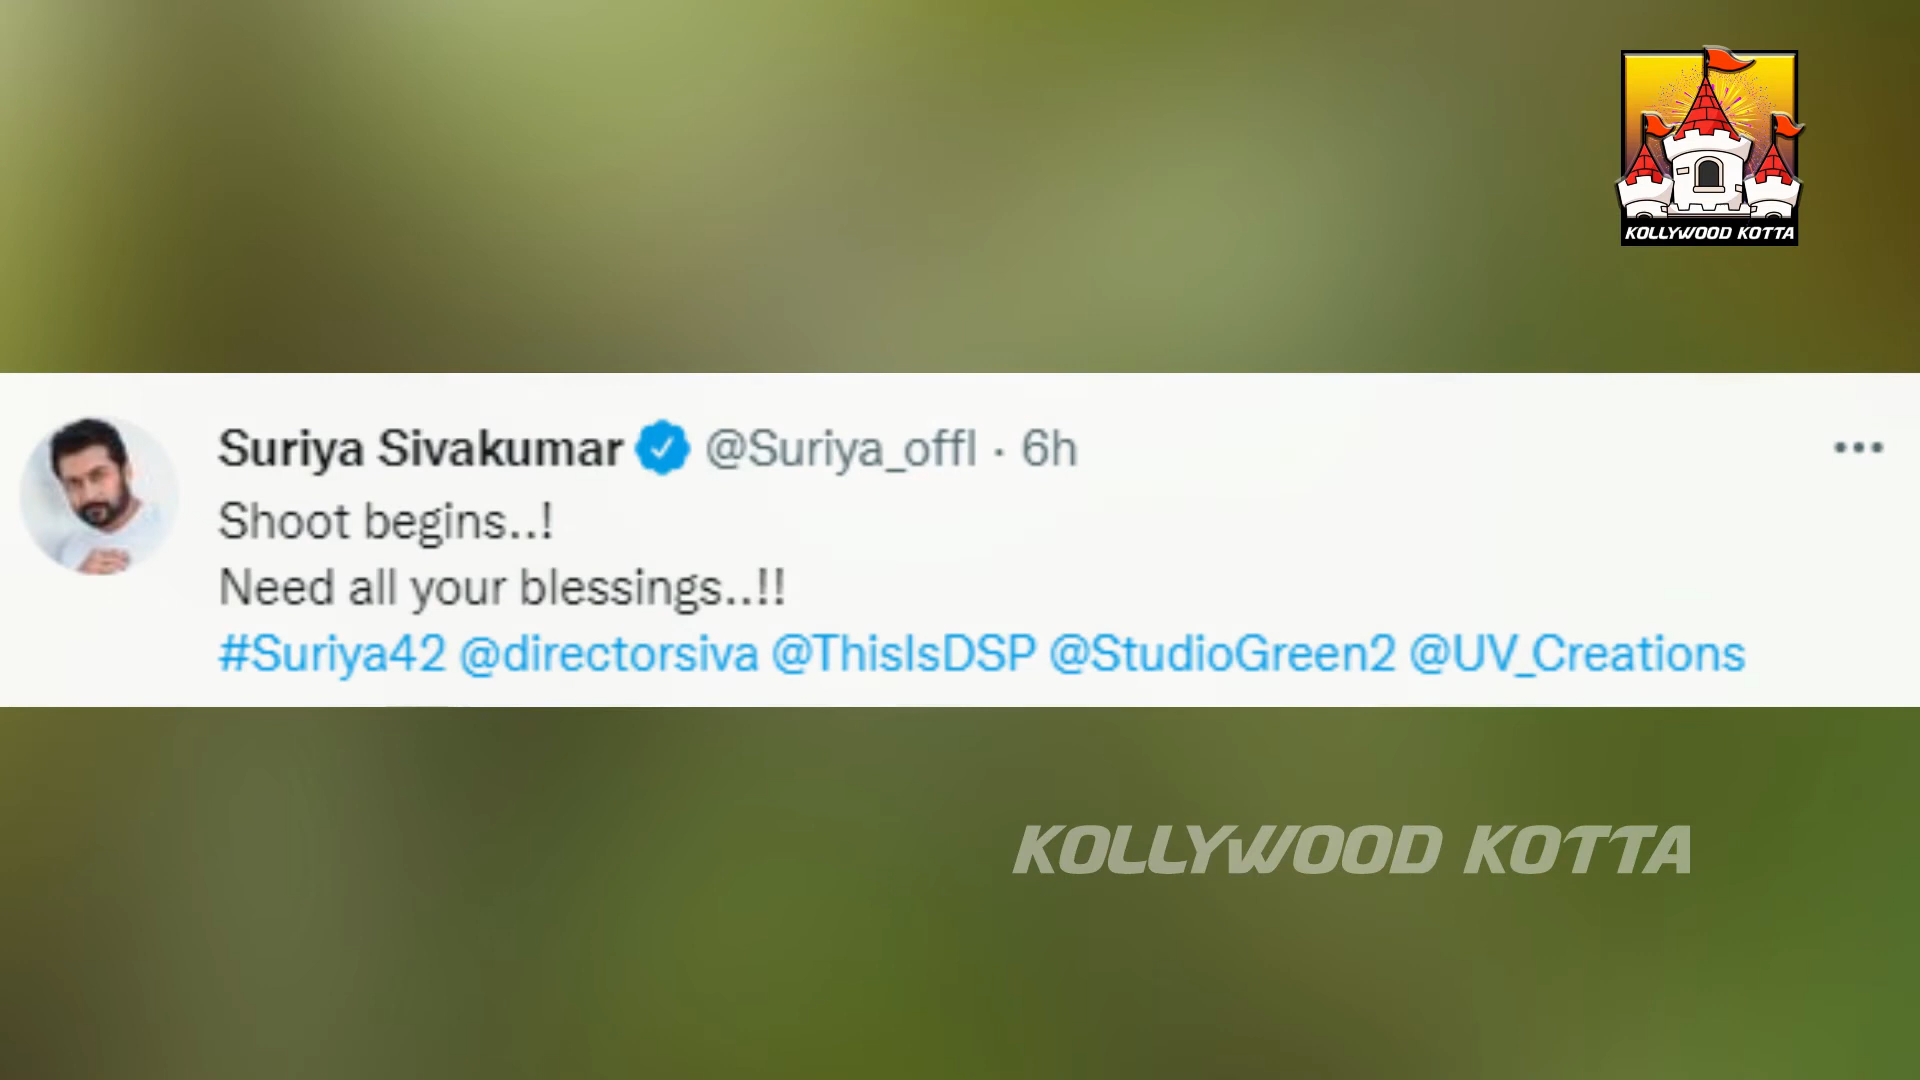 KOLLYWOOD KOTTA
Suriya Sivakumar @Suriya_offl · 6h
Shoot begins..!
Need all your blessings..!!
#Suriya42 @directorsiva @ThisIsDSP @StudioGreen2 @UV_Creations
KOLLYWOOD KOTTA